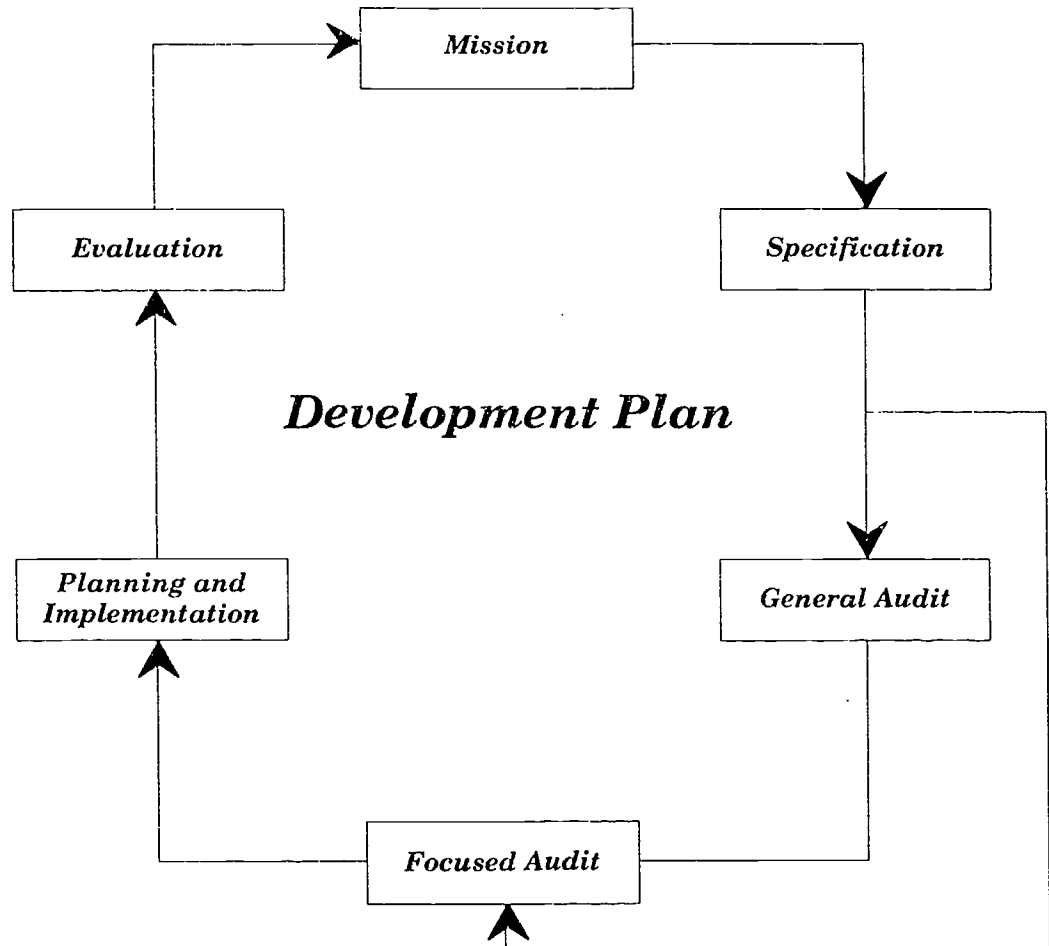 Mission
Evaluation
Specification
Development Plan
Planning and
Implementation
General Audit
Focused Audit